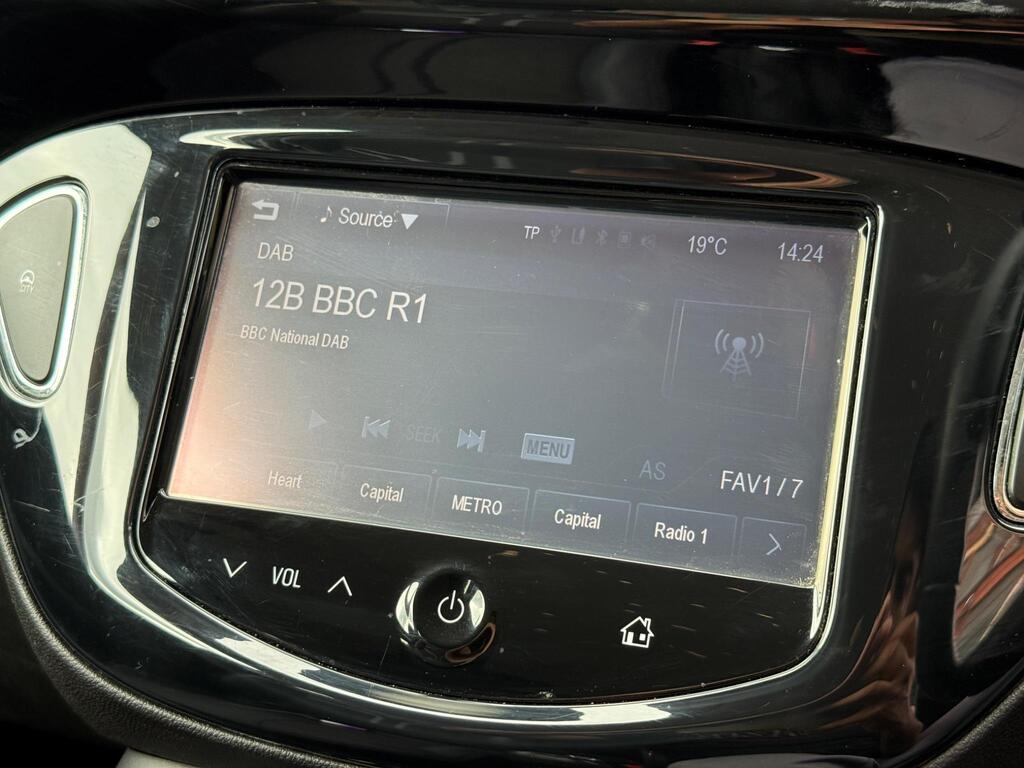 Source
TP 19°C 14:24
DAB
12B BBC R1
BBC National DAB
CITY
SEEK MENU
AS FAV1 / 7
Heart Capital METRO Capital Radio 1
VOL